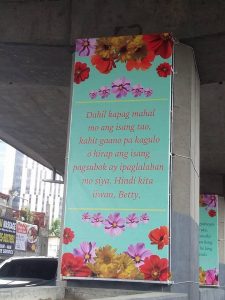 Dahil kapag mahal
mo ang isang tao,
kahit gaano pa kagulo
o hirap ang isang
pagsubok ay ipaglalaban
mo siya. Hindi kita
iiwan, Betty.